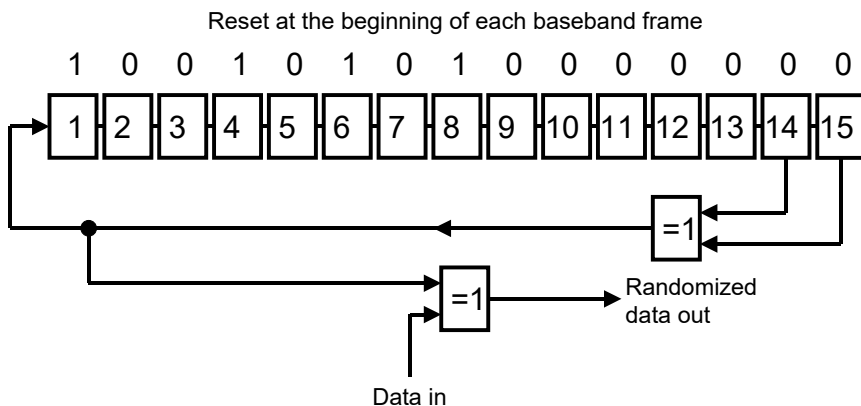 Reset at the beginning of each baseband frame
1 0 0 1 0 1 0 1 0 0 0 0 0 0 0
1 2 3 4 5 6 7 8 9 10 11 12 13 14 15
=1
=1
Randomized
data out
Data in